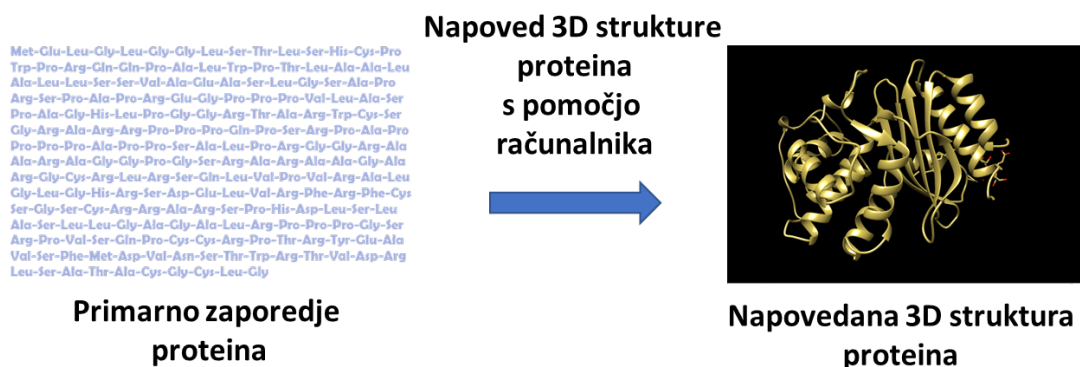 Met-Glu-Leu-Gly-Leu-Gly-Gly-Leu-Ser-Thr-Leu-Ser-His-Cys-Pro
Trp-Pro-Arg-Gln-Gln-Pro-Ala-Leu-Trp-Pro-Thr-Leu-Ala-Ala-Leu
Ala-Leu-Leu-Ser-Ser-Val-Ala-Glu-Ala-Ser-Leu-Gly-Ser-Ala-Pro
Arg-Ser-Pro-Ala-Pro-Arg-Glu-Gly-Pro-Pro-Pro-Val-Leu-Ala-Ser
Pro-Ala-Gly-His-Leu-Pro-Gly-Gly-Arg-Thr-Ala-Arg-Trp-Cys-Ser
Gly-Arg-Ala-Arg-Arg-Pro-Pro-Pro-Gln-Pro-Ser-Arg-Pro-Ala-Pro
Pro-Pro-Pro-Ala-Pro-Pro-Ser-Ala-Leu-Pro-Arg-Gly-Gly-Arg-Ala
Ala-Arg-Ala-Gly-Gly-Pro-Gly-Ser-Arg-Ala-Arg-Ala-Ala-Gly-Ala
Arg-Gly-Cys-Arg-Leu-Arg-Ser-Gln-Leu-Val-Pro-Val-Arg-Ala-Leu
Gly-Leu-Gly-His-Arg-Ser-Asp-Glu-Leu-Val-Arg-Phe-Arg-Phe-Cys
Ser-Gly-Ser-Cys-Arg-Arg-Ala-Arg-Ser-Pro-His-Asp-Leu-Ser-Leu
Ala-Ser-Leu-Leu-Gly-Ala-Gly-Ala-Leu-Arg-Pro-Pro-Pro-Gly-Ser
Arg-Pro-Val-Ser-Gln-Pro-Cys-Cys-Arg-Pro-Thr-Arg-Tyr-Glu-Ala
Val-Ser-Phe-Met-Asp-Val-Asn-Ser-Thr-Trp-Arg-Thr-Val-Asp-Arg
Leu-Ser-Ala-Thr-Ala-Cys-Gly-Cys-Leu-Gly
Primarno zaporedje
proteina
Napoved 3D strukture
proteina
s pomočjo
računalnika
Napovedana 3D struktura
proteina